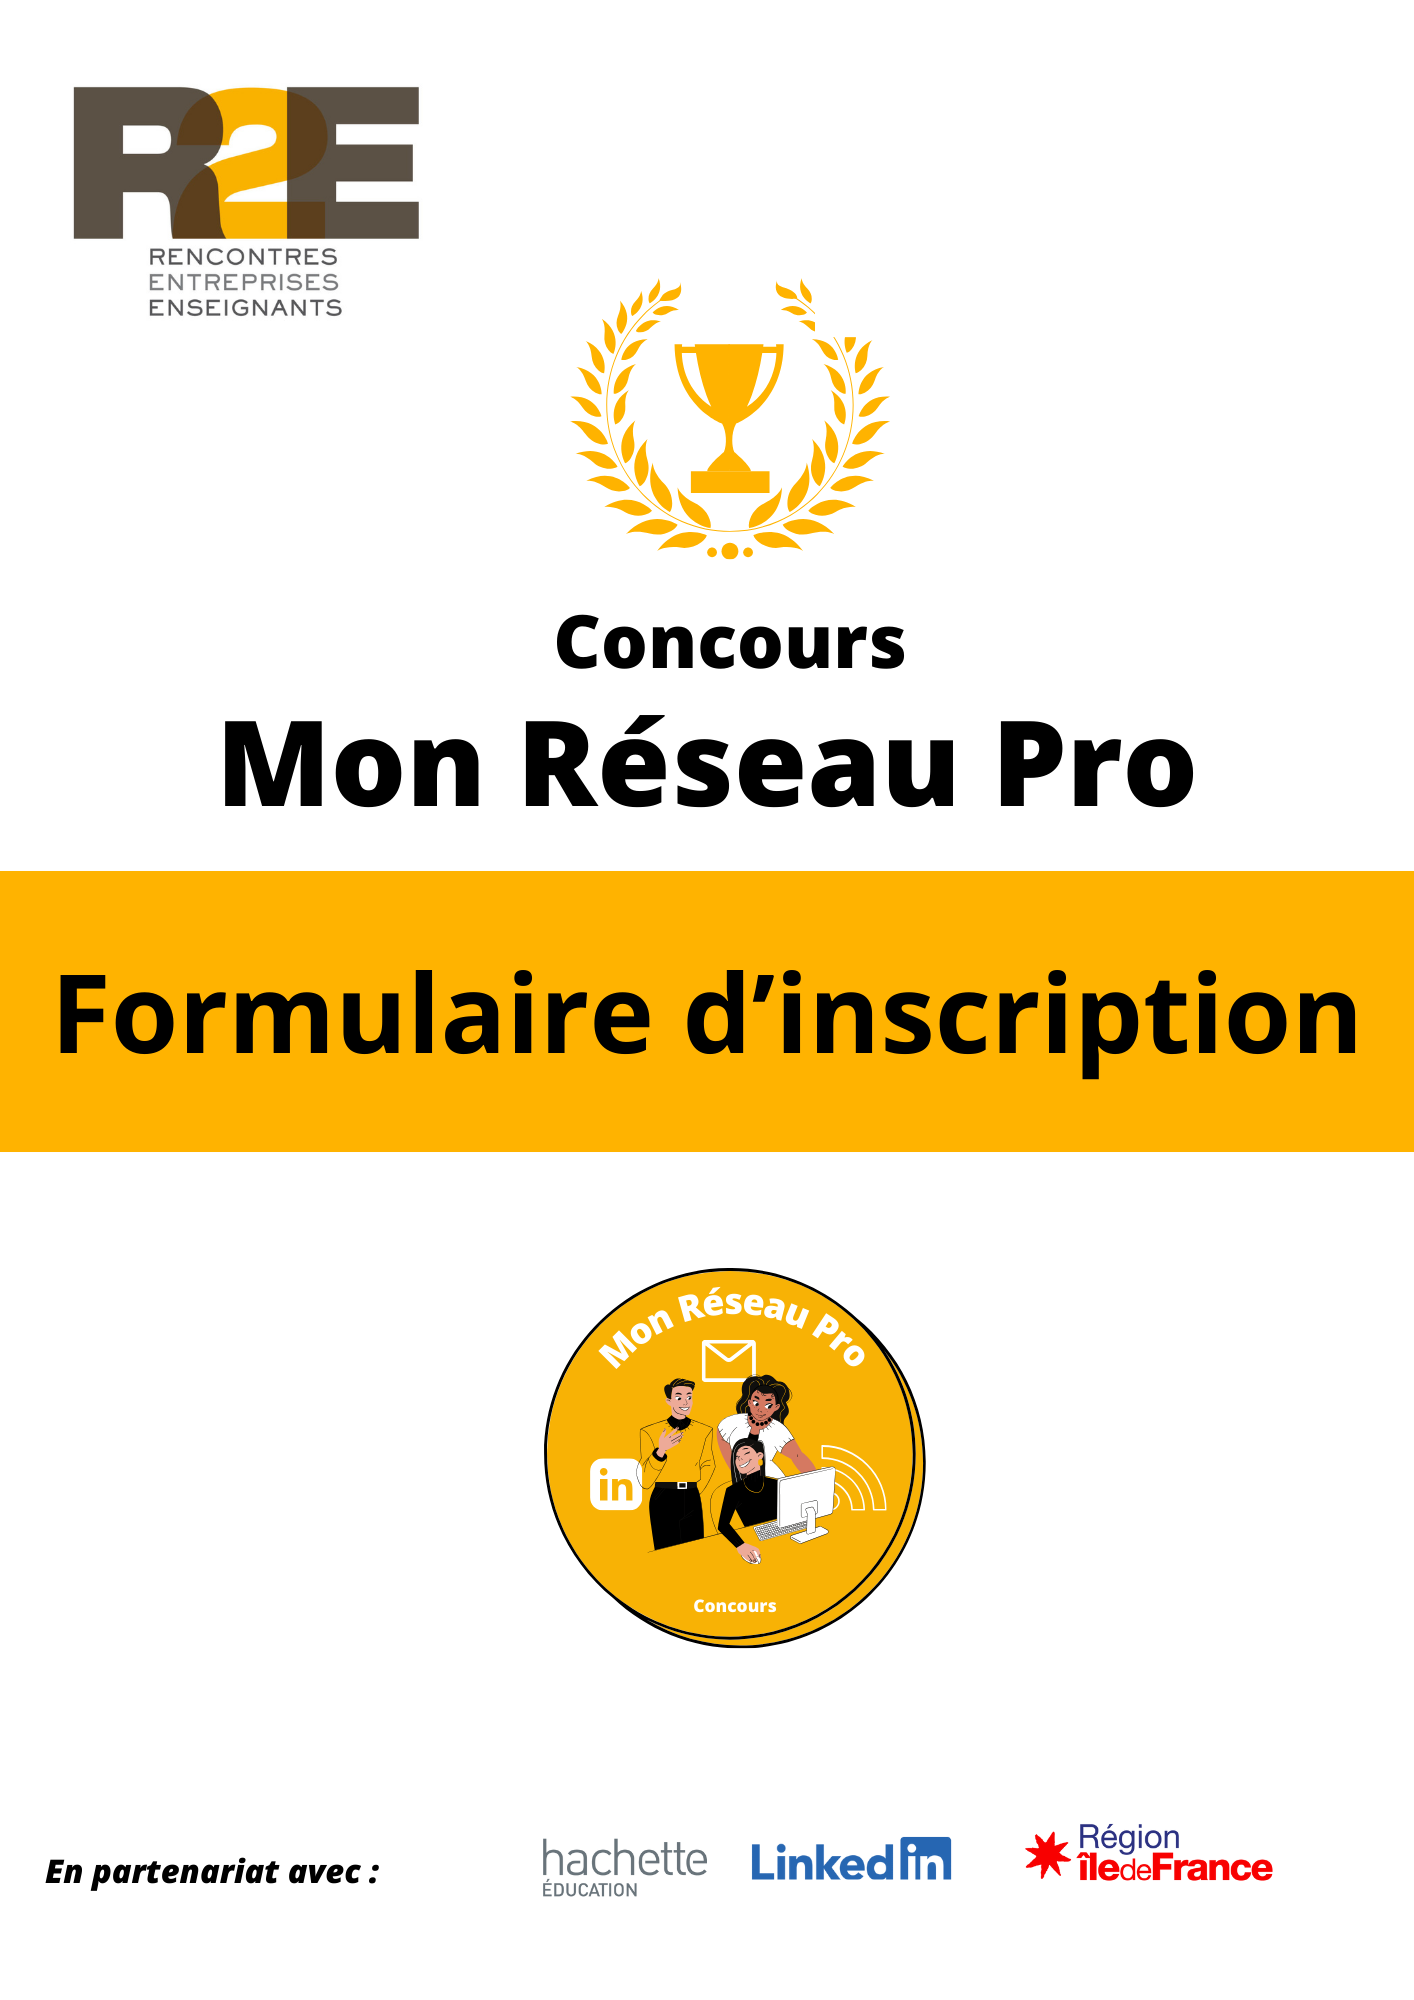 R2E
RENCONTRES
ENTREPRISES
ENSEIGNANTS
Concours
Mon Réseau Pro
Formulaire d’inscription
Mon Réseau Pro
in
Concours
En partenariat avec :
hachette
ÉDUCATION
Linkedin
Région
îledeFrance